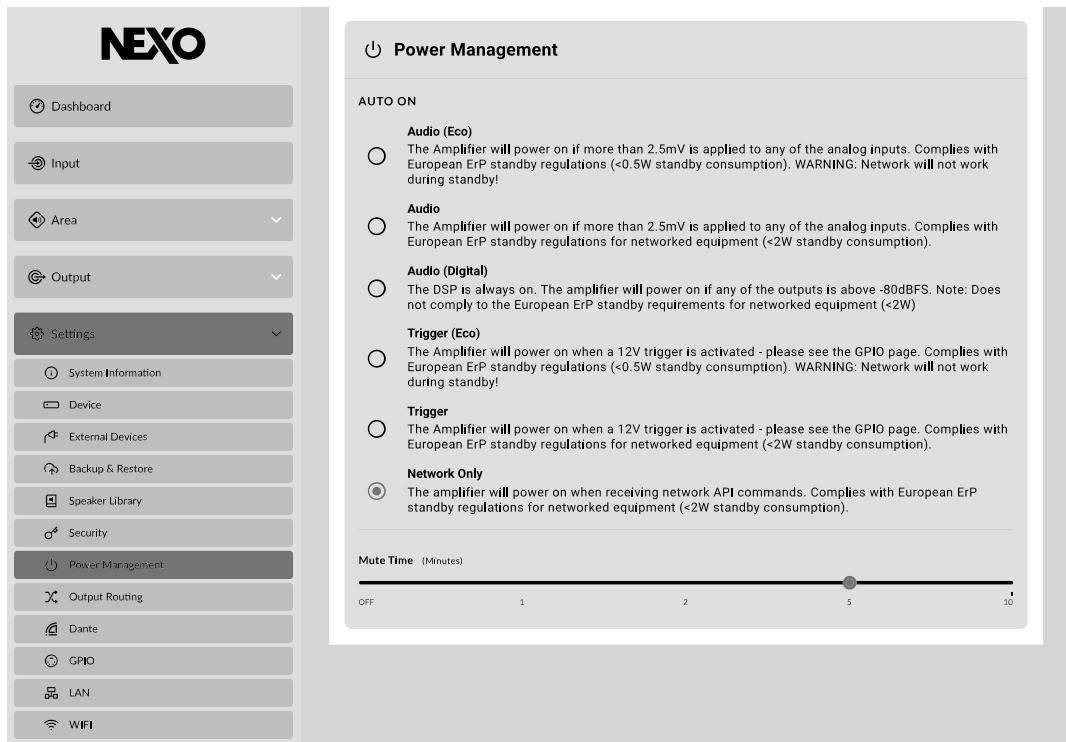 NEXO
Dashboard
Input
Area
Output
Settings
System Information
Device
External Devices
Backup & Restore
Speaker Library
Security
Power Management
Output Routing
Dante
GPIO
LAN
WIFI
Power Management
AUTO ON
Audio (Eco)
The Amplifier will power on if more than 2.5mV is applied to any of the analog inputs. Complies with
European ErP standby regulations (<0.5W standby consumption). WARNING: Network will not work
during standby!
Audio
The Amplifier will power on if more than 2.5mV is applied to any of the analog inputs. Complies with
European ErP standby regulations for networked equipment (<2W standby consumption).
Audio (Digital)
The DSP is always on. The amplifier will power on if any of the outputs is above -80dBFS. Note: Does
not comply to the European ErP standby requirements for networked equipment (<2W)
Trigger (Eco)
The Amplifier will power on when a 12V trigger is activated - please see the GPIO page. Complies with
European ErP standby regulations (<0.5W standby consumption). WARNING: Network will not work
during standby!
Trigger
The Amplifier will power on when a 12V trigger is activated - please see the GPIO page. Complies with
European ErP standby regulations for networked equipment (<2W standby consumption).
Network Only
The amplifier will power on when receiving network API commands. Complies with European ErP
standby regulations for networked equipment (<2W standby consumption).
Mute Time (Minutes)
OFF 1 2 5 10